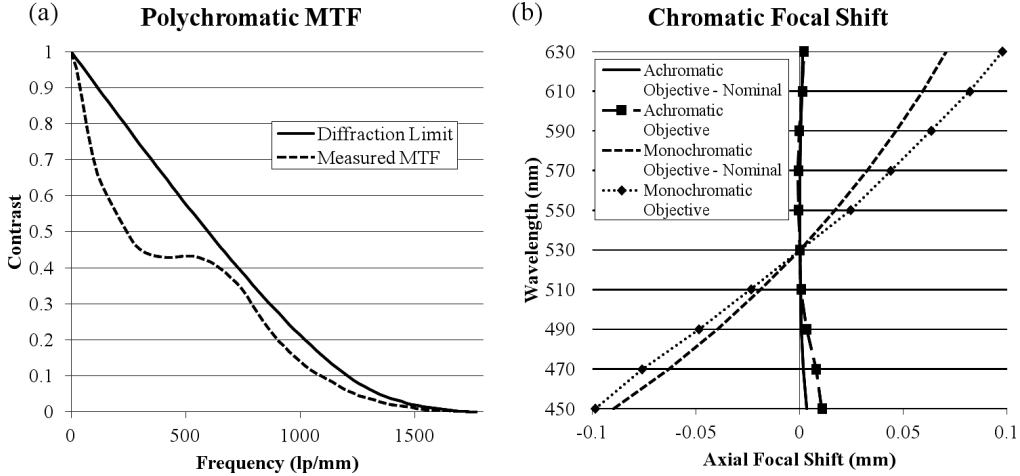 (a)
Polychromatic MTF
1
0.9
0.8
0.7
0.6
0.5
0.4
0.3
0.2
0.1
0
Contrast
Diffraction Limit
Measured MTF
0 500 1000 1500
Frequency (lp/mm)
(b)
Chromatic Focal Shift
630
610
590
570
550
530
510
490
470
450
Wavelength (nm)
Achromatic
Objective - Nominal
Achromatic
Objective
Monochromatic
Objective - Nominal
Monochromatic
Objective
-0.1 -0.05 0 0.05 0.1
Axial Focal Shift (mm)